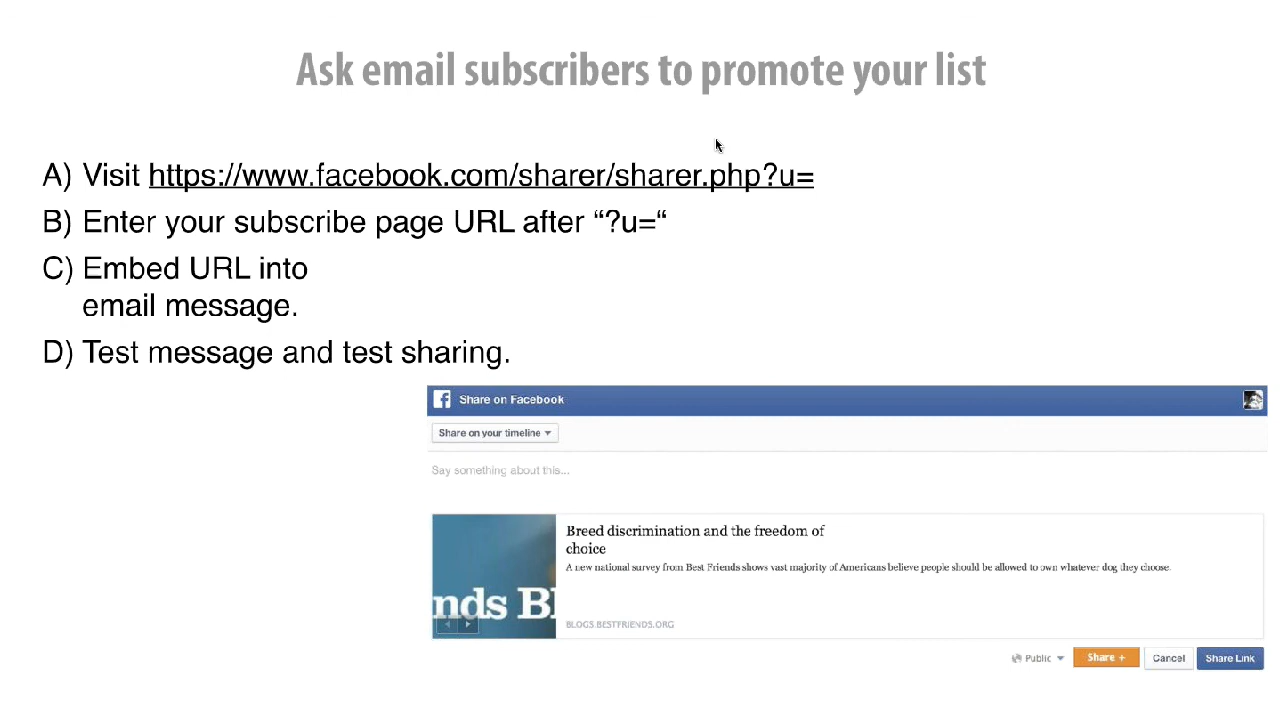 Ask email subscribers to promote your list
A) Visit https://www.facebook.com/sharer/sharer.php?u=
B) Enter your subscribe page URL after “?u=“
C) Embed URL into
email message.
D) Test message and test sharing.
Share on Facebook
Share on your timeline
Say something about this...
nds Bl
Breed discrimination and the freedom of
choice
A new national survey from Best Friends shows vast majority of Americans believe people should be allowed to own whatever dog they choose.
BLOGS.BESTFRIENDS.ORG
Public
Share +
Cancel
Share Link